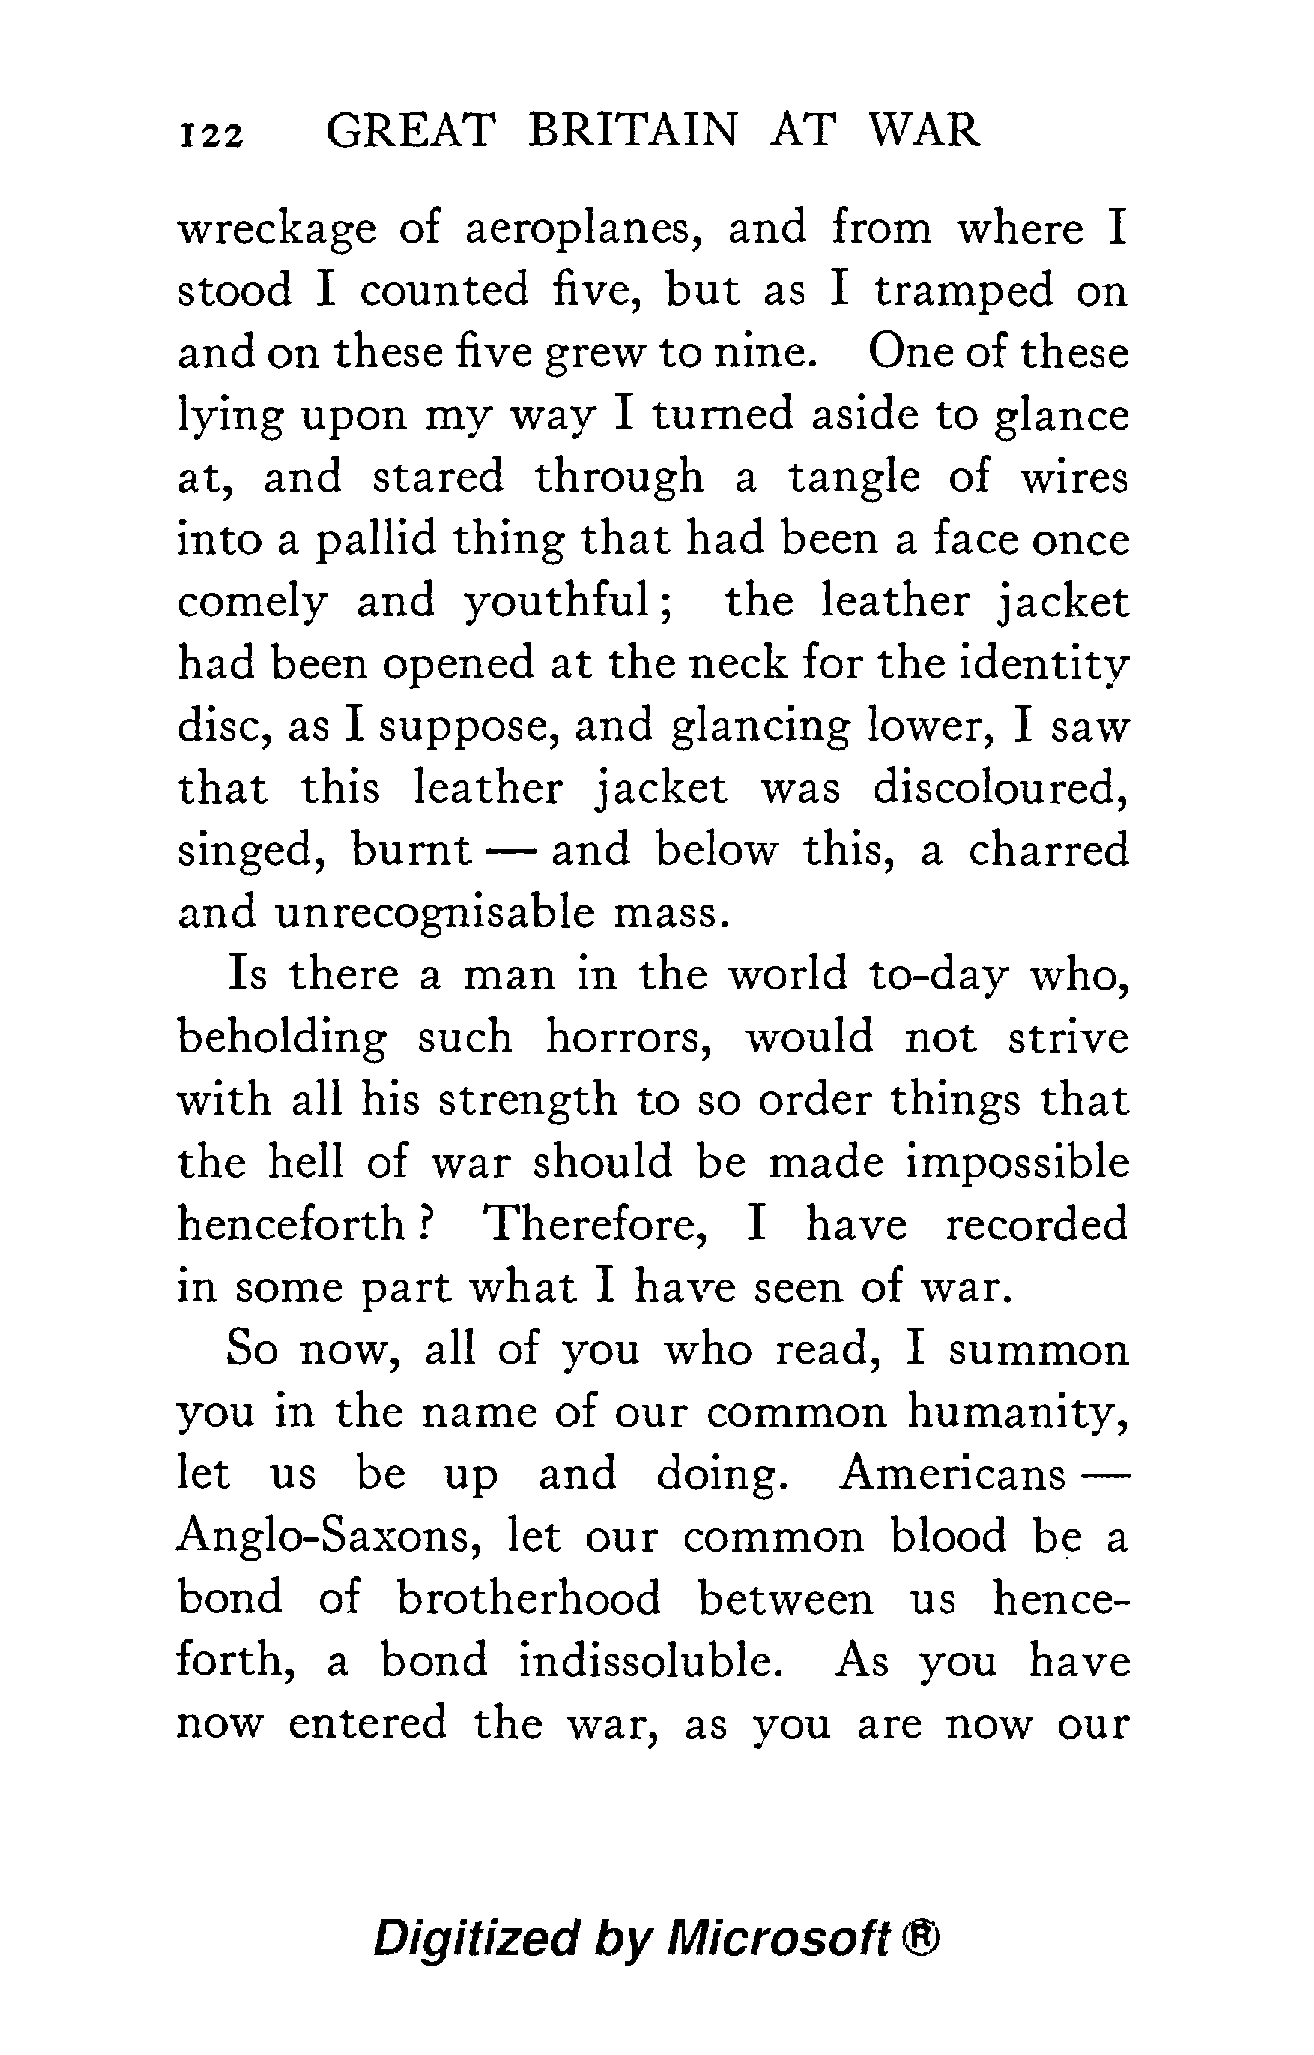 122 GREAT BRITAIN AT WAR
wreckage of aeroplanes, and from where I
stood I counted five, but as I tramped on
and on these five grew to nine. One of these
lying upon my way I turned aside to glance
at, and stared through a tangle of wires
into a pallid thing that had been a face once
comely and youthful; the leather jacket
had been opened at the neck for the identity
disc, as I suppose, and glancing lower, I saw
that this leather jacket was discoloured,
singed, burnt — and below this, a charred
and unrecognisable mass.
Is there a man in the world to-day who,
beholding such horrors, would not strive
with all his strength to so order things that
the hell of war should be made impossible
henceforth? Therefore, I have recorded
in some part what I have seen of war.
So now, all of you who read, I summon
you in the name of our common humanity,
let us be up and doing. Americans —
Anglo-Saxons, let our common blood be a
bond of brotherhood between us hence-
forth, a bond indissoluble. As you have
now entered the war, as you are now our
Digitized by Microsoft ®